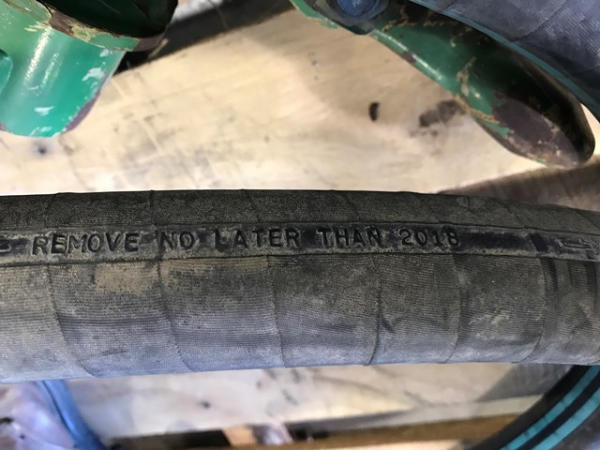 REMOVE NO LATER THAN 2018